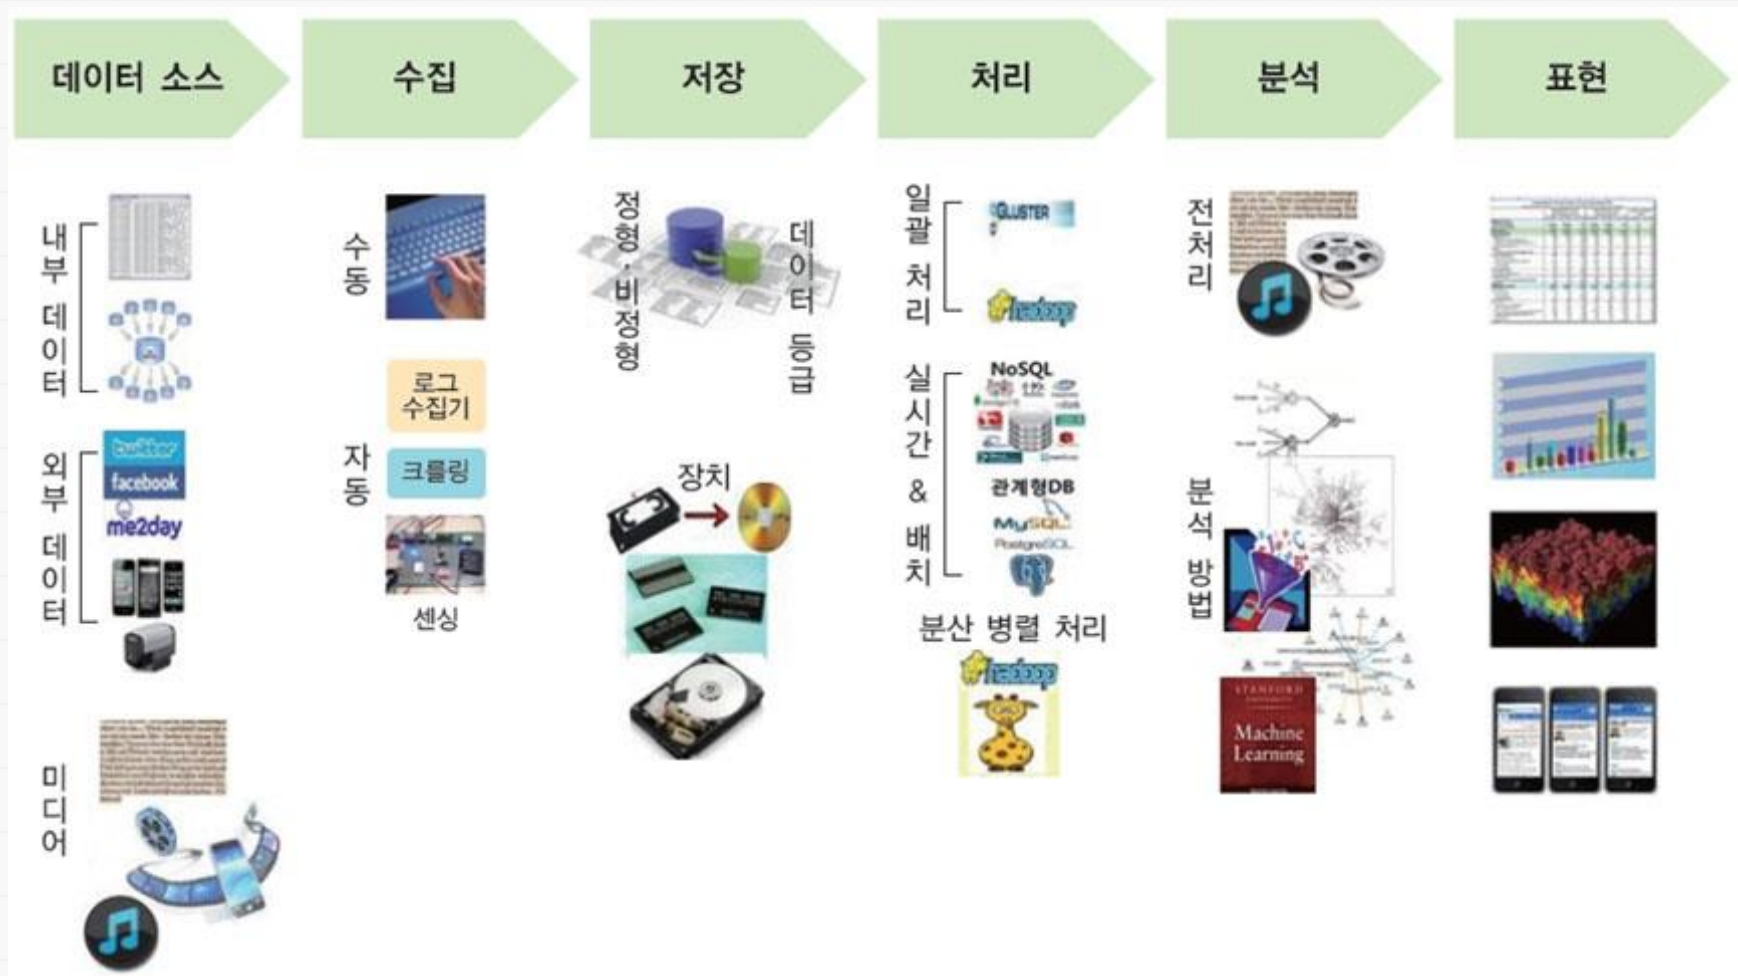 데이터 소스
수집
저장
처리
분석
표현
내부 데이터
외부 데이터
twitter
facebook
me2day
미디어
수동
자동
로그
수집기
크롤링
센싱
정형·비정형
데이터 등급
장치
일괄 처리
GLUSTER
hadoop
실시간 & 배치
NoSQL
관계형DB
MySQL
PostgreSQL
분산 병렬 처리
hadoop
전처리
분석 방법
STANFORD
Machine
Learning